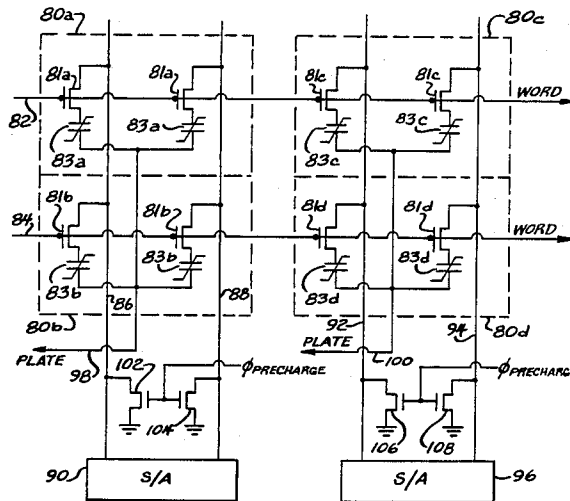 80a 80c
81a 81a 81c 81c
82 WORD
83a 83a 83c 83c
81b 81b 81d 81d
84 WORD
83b 83b 83d 83d
86 88 92 94
80b 80d
PLATE PLATE
98 102 100
ΦPRECHARGE ΦPRECHARGE
104 106 108
90 S/A S/A 96